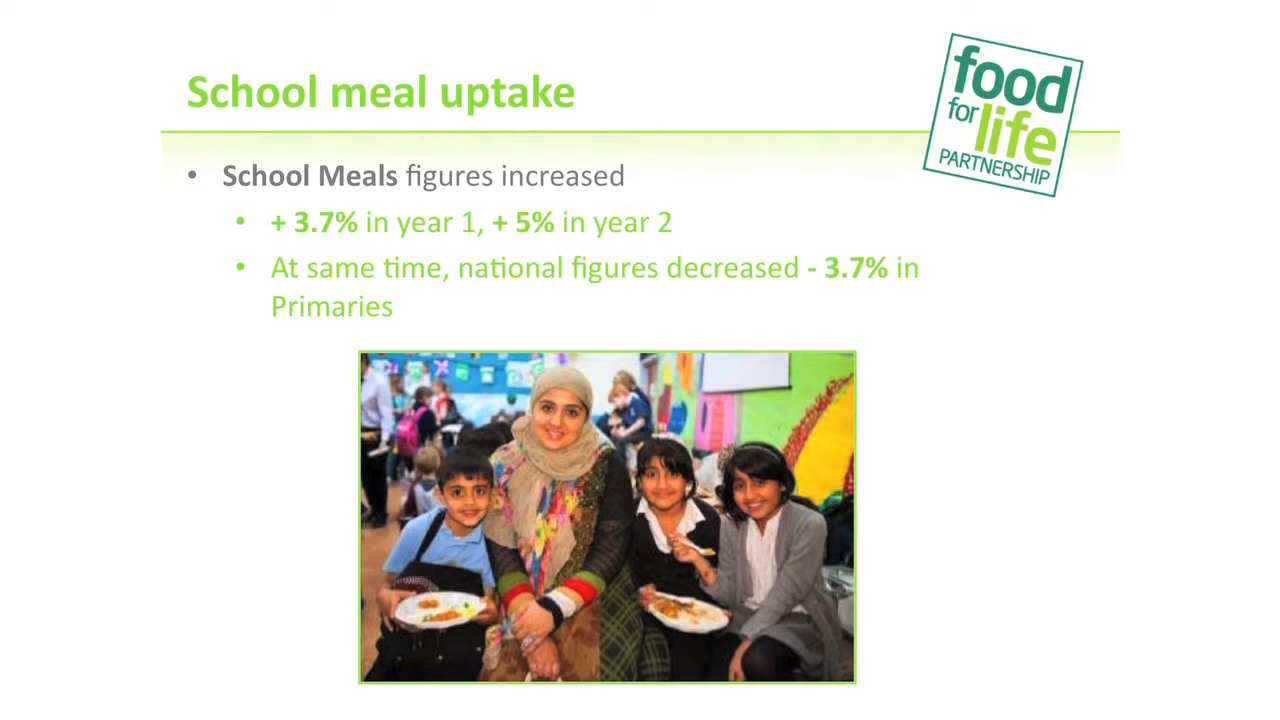 School meal uptake
food
for life
PARTNERSHIP
• School Meals figures increased
• + 3.7% in year 1, + 5% in year 2
• At same time, national figures decreased - 3.7% in
Primaries